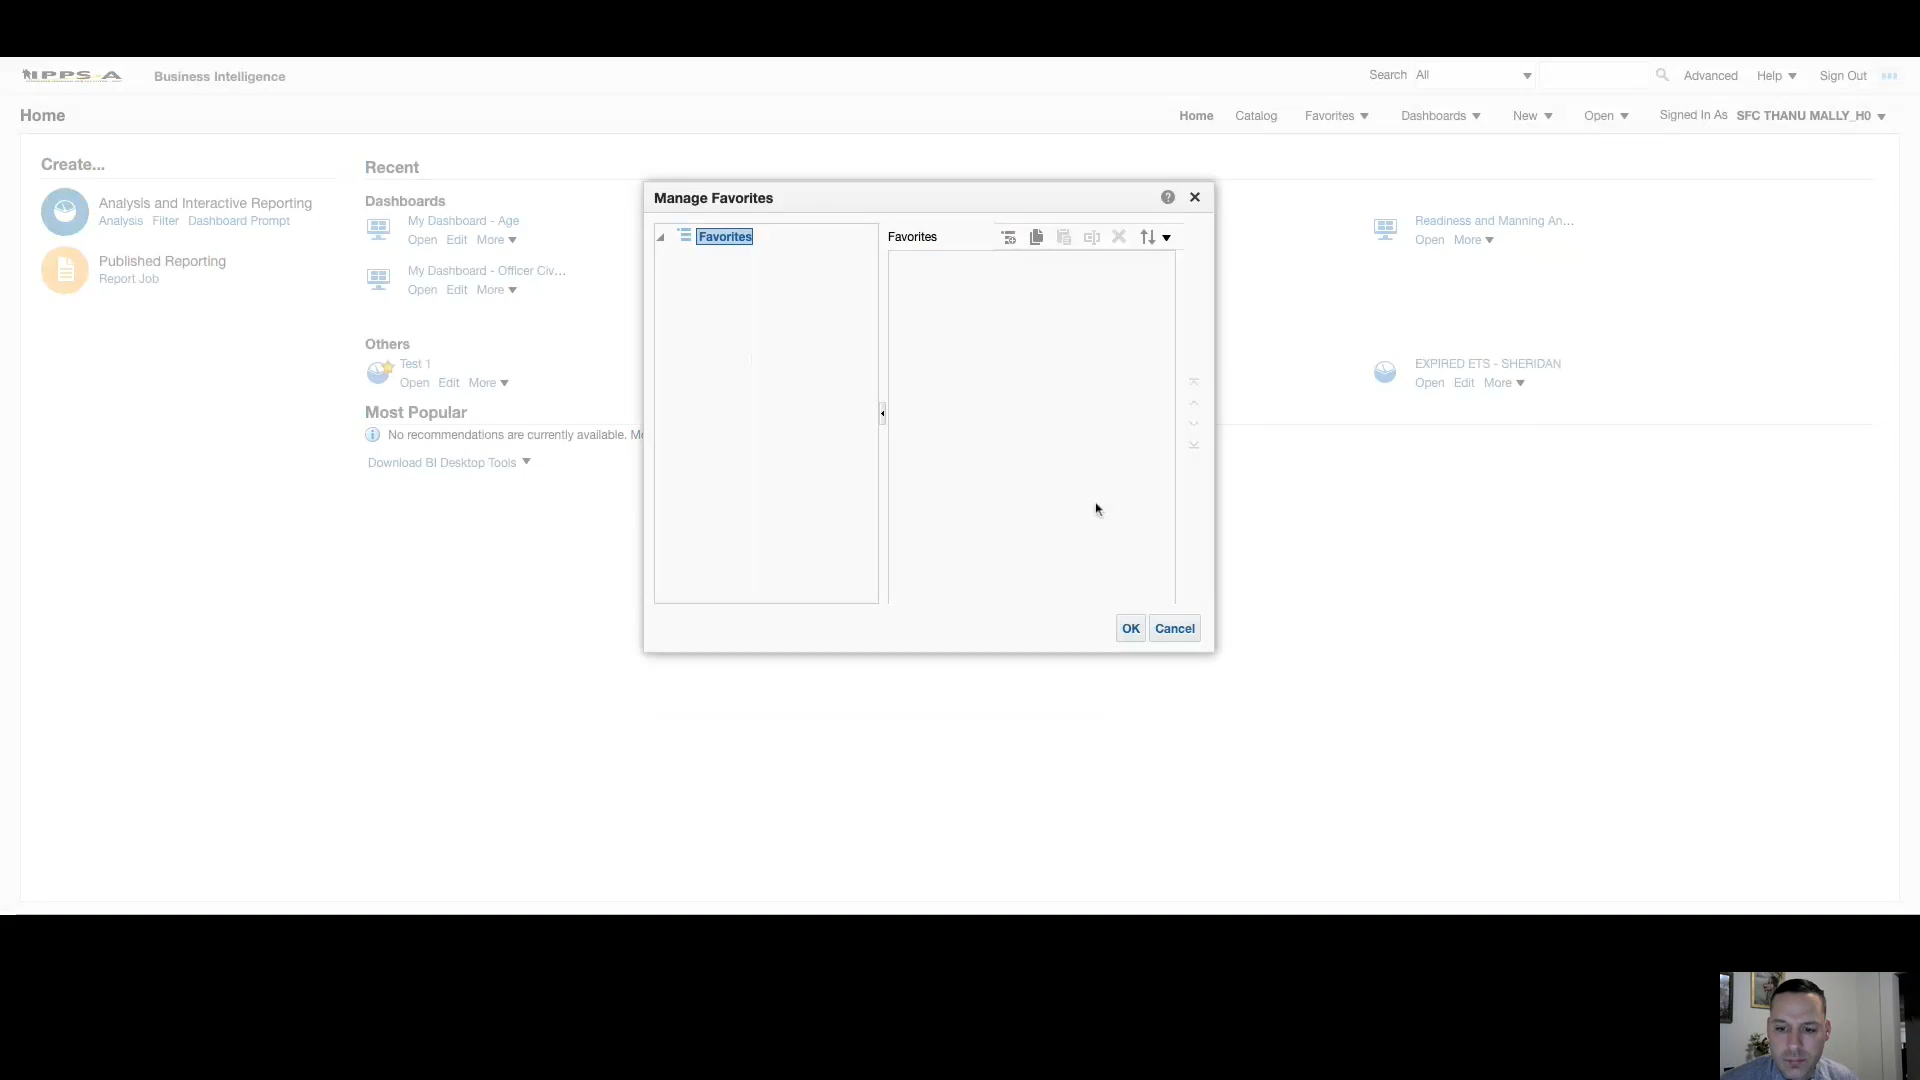 IPPS-A
Business Intelligence
Search All
Advanced
Help
Sign Out
Home
Home
Catalog
Favorites
Dashboards
New
Open
Signed In As SFC THANU MALLY_H0
Create...
Analysis and Interactive Reporting
Analysis Filter Dashboard Prompt
Published Reporting
Report Job
Recent
Dashboards
My Dashboard - Age
Open Edit More
My Dashboard - Officer Civ...
Open Edit More
Readiness and Manning An...
Open More
Others
Test 1
Open Edit More
EXPIRED ETS - SHERIDAN
Open Edit More
Most Popular
No recommendations are currently available.
Download BI Desktop Tools
Manage Favorites
Favorites
Favorites
OK
Cancel